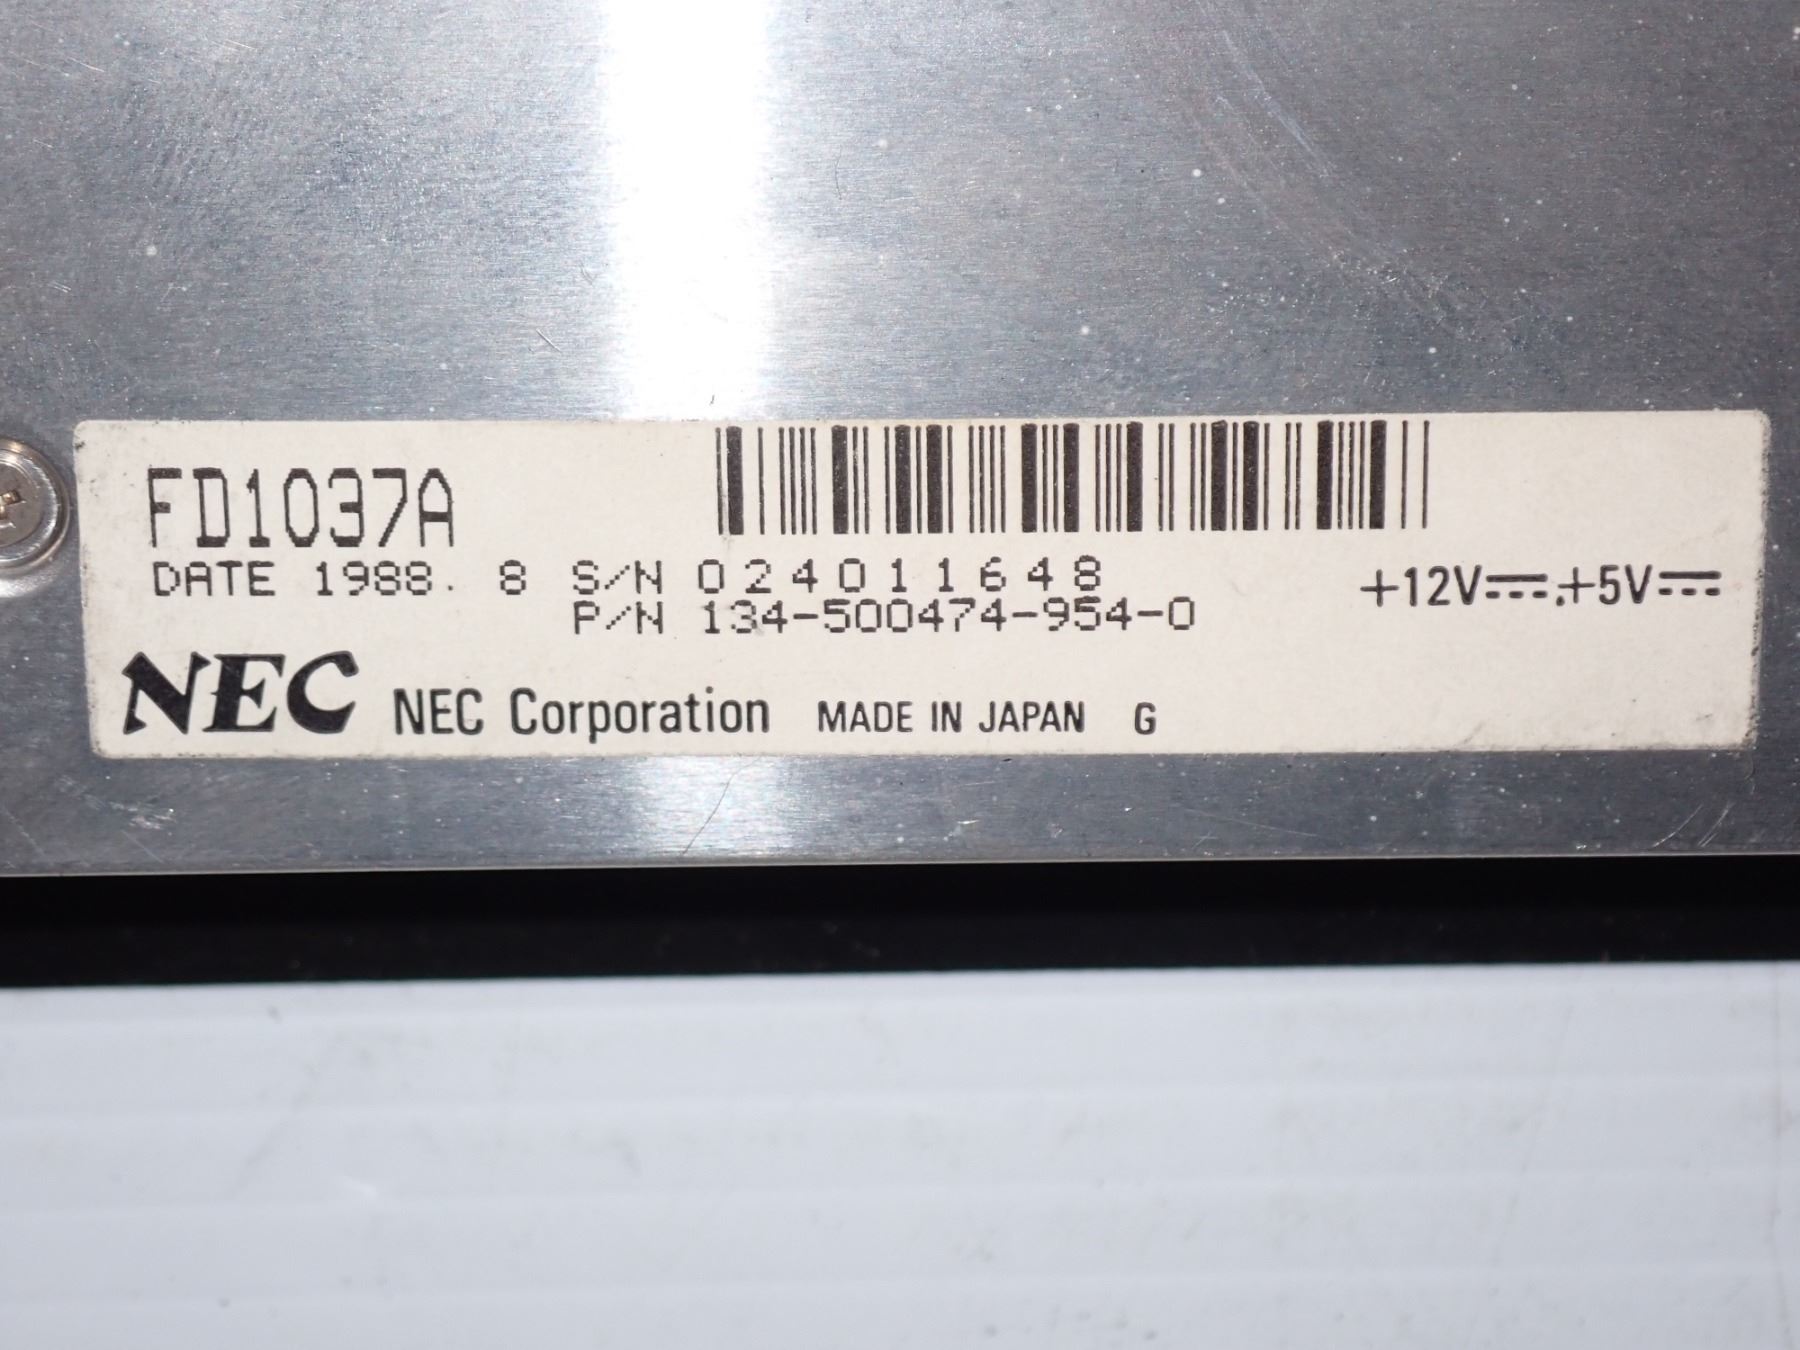 FD1037A
DATE 1988. 8 S/N 024011648
P/N 134-500474-954-0
+12V⎓.+5V⎓
NEC NEC Corporation MADE IN JAPAN G